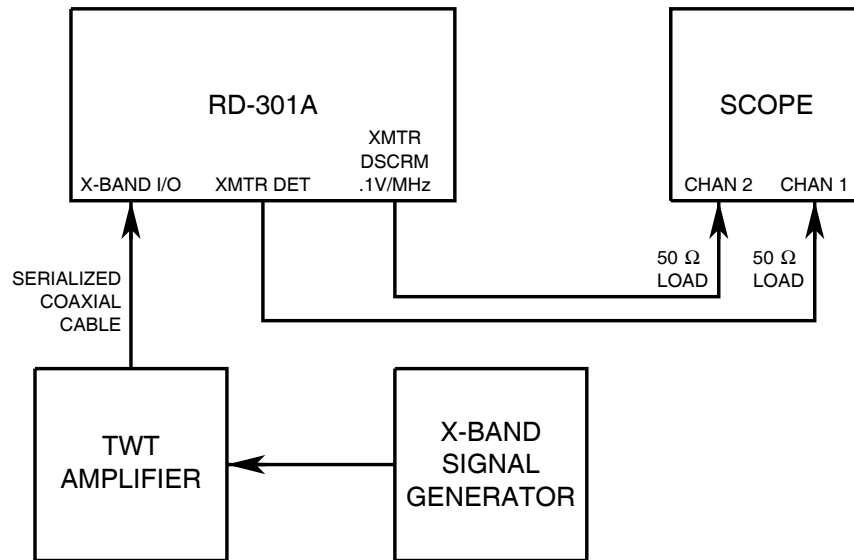 RD-301A
SCOPE
XMTR
DSCRM
.1V/MHz
X-BAND I/O
XMTR DET
CHAN 2
CHAN 1
50 Ω
LOAD
50 Ω
LOAD
SERIALIZED
COAXIAL
CABLE
TWT
AMPLIFIER
X-BAND
SIGNAL
GENERATOR